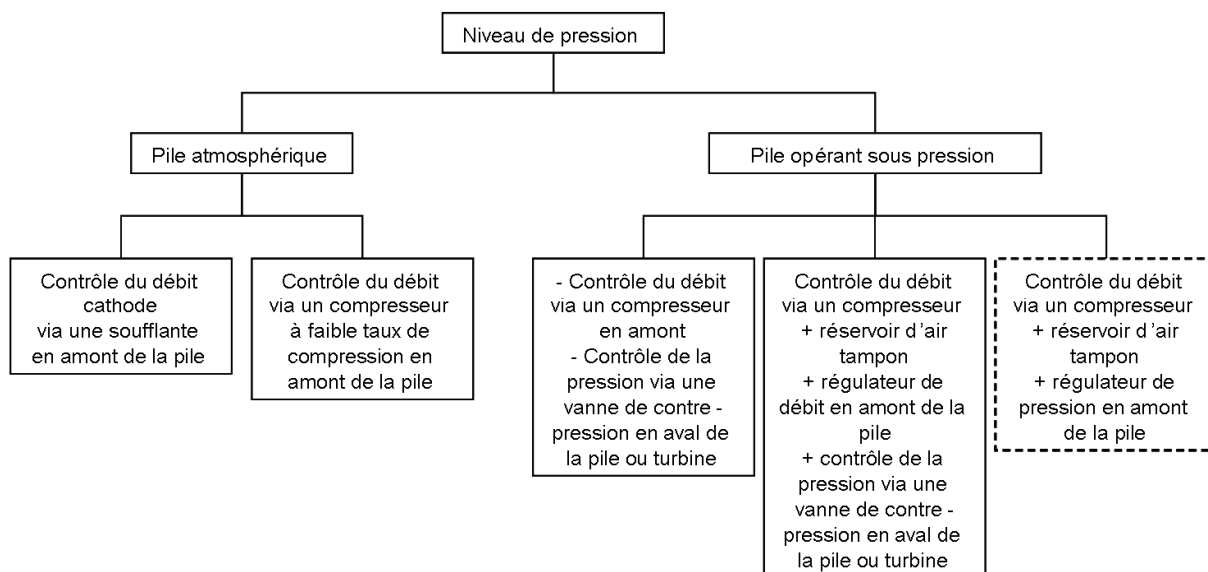 Niveau de pression
Pile atmosphérique
Pile opérant sous pression
Contrôle du débit
cathode
via une soufflante
en amont de la pile
Contrôle du débit
via un compresseur
à faible taux de
compression en
amont de la pile
- Contrôle du débit
via un compresseur
en amont
- Contrôle de la
pression via une
vanne de contre -
pression en aval de
la pile ou turbine
Contrôle du débit
via un compresseur
+ réservoir d'air
tampon
+ régulateur de
débit en amont de la
pile
+ contrôle de la
pression via une
vanne de contre -
pression en aval de
la pile ou turbine
Contrôle du débit
via un compresseur
+ réservoir d'air
tampon
+ régulateur de
pression en amont
de la pile